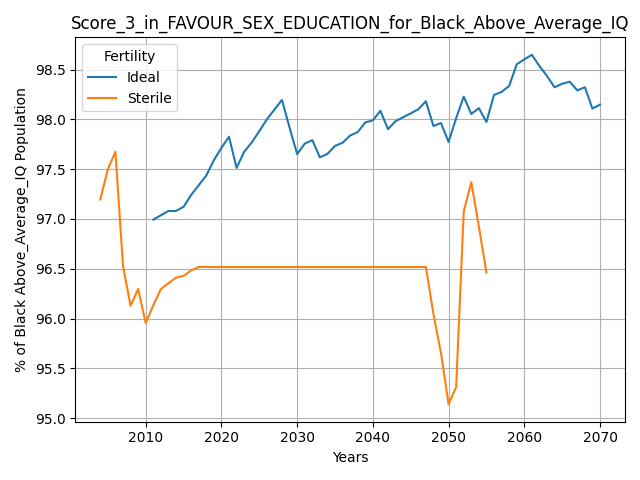 Score_3_in_FAVOUR_SEX_EDUCATION_for_Black_Above_Average_IQ
Fertility
Ideal
Sterile
% of Black Above_Average_IQ Population
98.5
98.0
97.5
97.0
96.5
96.0
95.5
95.0
2010 2020 2030 2040 2050 2060 2070
Years